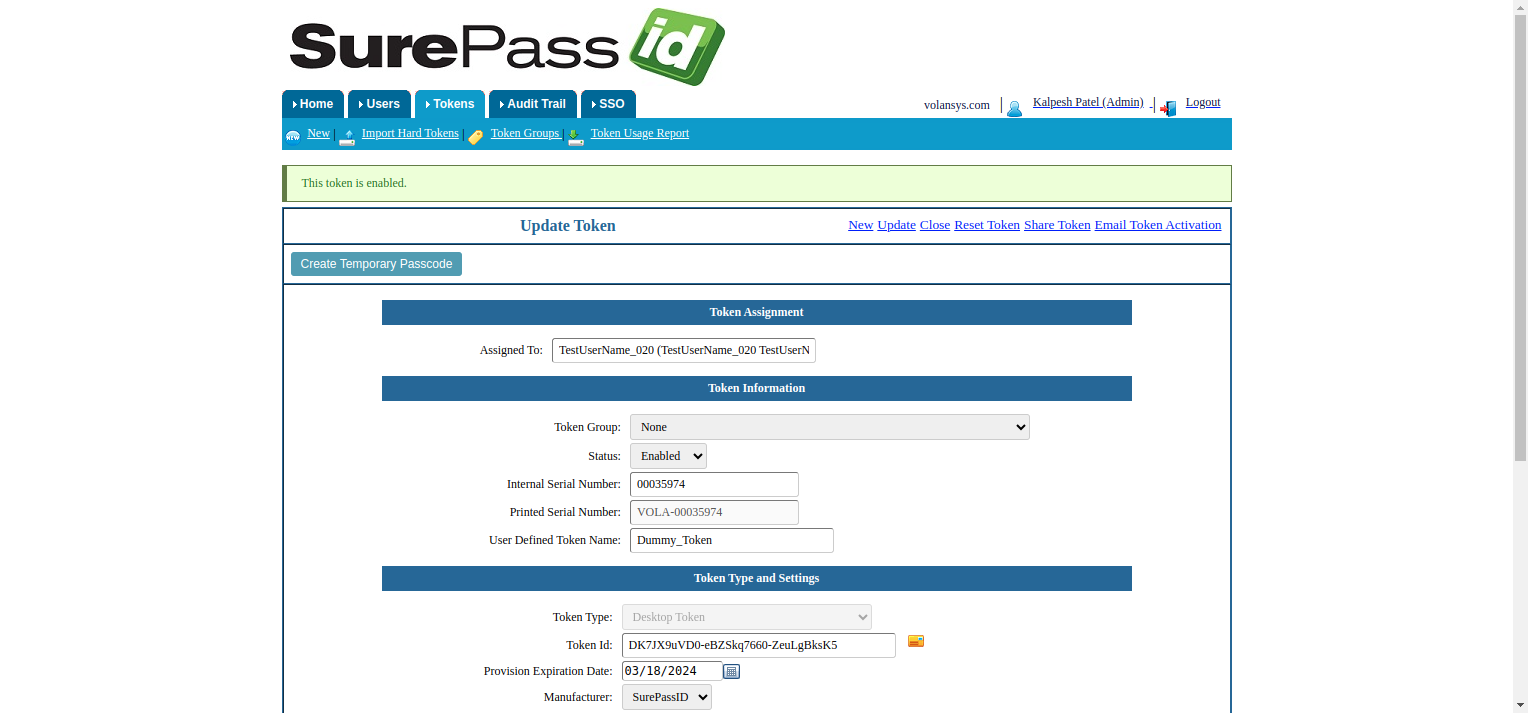 SurePass id
Home Users Tokens Audit Trail SSO
volansys.com | Kalpesh Patel (Admin) -| Logout
New | Import Hard Tokens | Token Groups | Token Usage Report
This token is enabled.
Update Token New Update Close Reset Token Share Token Email Token Activation
Create Temporary Passcode
Token Assignment
Assigned To: TestUserName_020 (TestUserName_020 TestUserN
Token Information
Token Group: None
Status: Enabled
Internal Serial Number: 00035974
Printed Serial Number: VOLA-00035974
User Defined Token Name: Dummy_Token
Token Type and Settings
Token Type: Desktop Token
Token Id: DK7JX9uVD0-eBZSkq7660-ZeuLgBksK5
Provision Expiration Date: 03/18/2024
Manufacturer: SurePassID